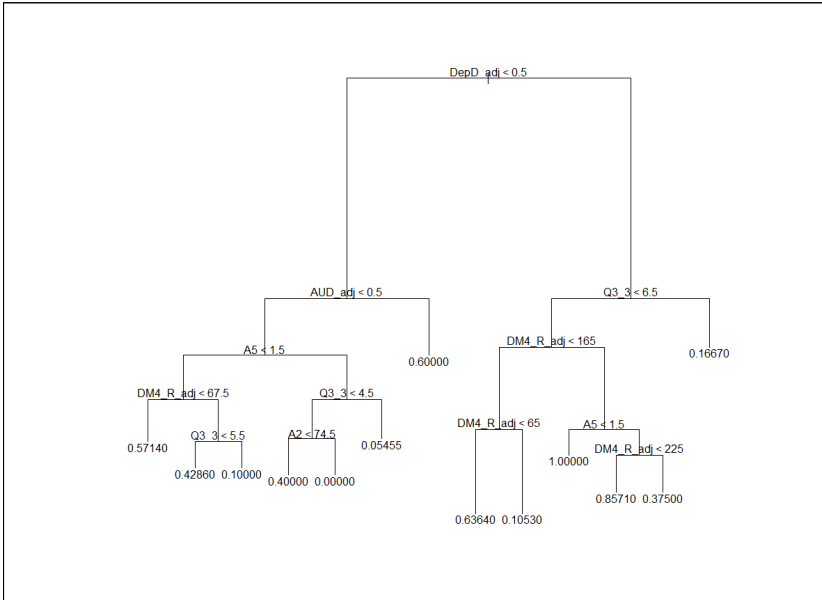 DepD_adj < 0.5
AUD_adj < 0.5
Q3_3 < 6.5
DM4_R_adj < 165
A5 < 1.5
0.16670
0.60000
DM4_R_adj < 67.5
Q3_3 < 4.5
DM4_R_adj < 65
A5 < 1.5
Q3_3 < 5.5
A2 < 74.5
0.05455
0.57140
DM4_R_adj < 225
1.00000
0.42860 0.10000
0.40000 0.00000
0.85710 0.37500
0.63640 0.10530